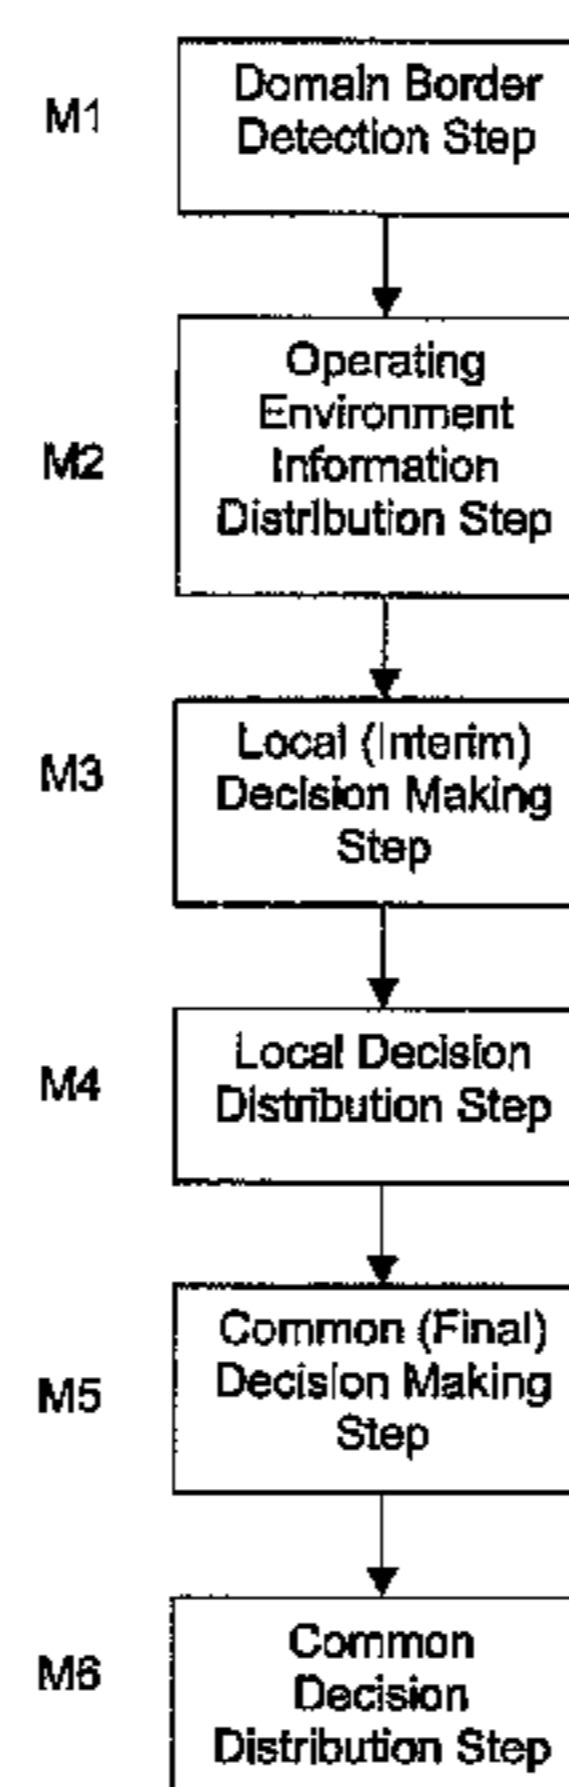 M1
Domain Border
Detection Step
M2
Operating
Environment
Information
Distribution Step
M3
Local (Interim)
Decision Making
Step
M4
Local Decision
Distribution Step
M5
Common (Final)
Decision Making
Step
M6
Common
Decision
Distribution Step